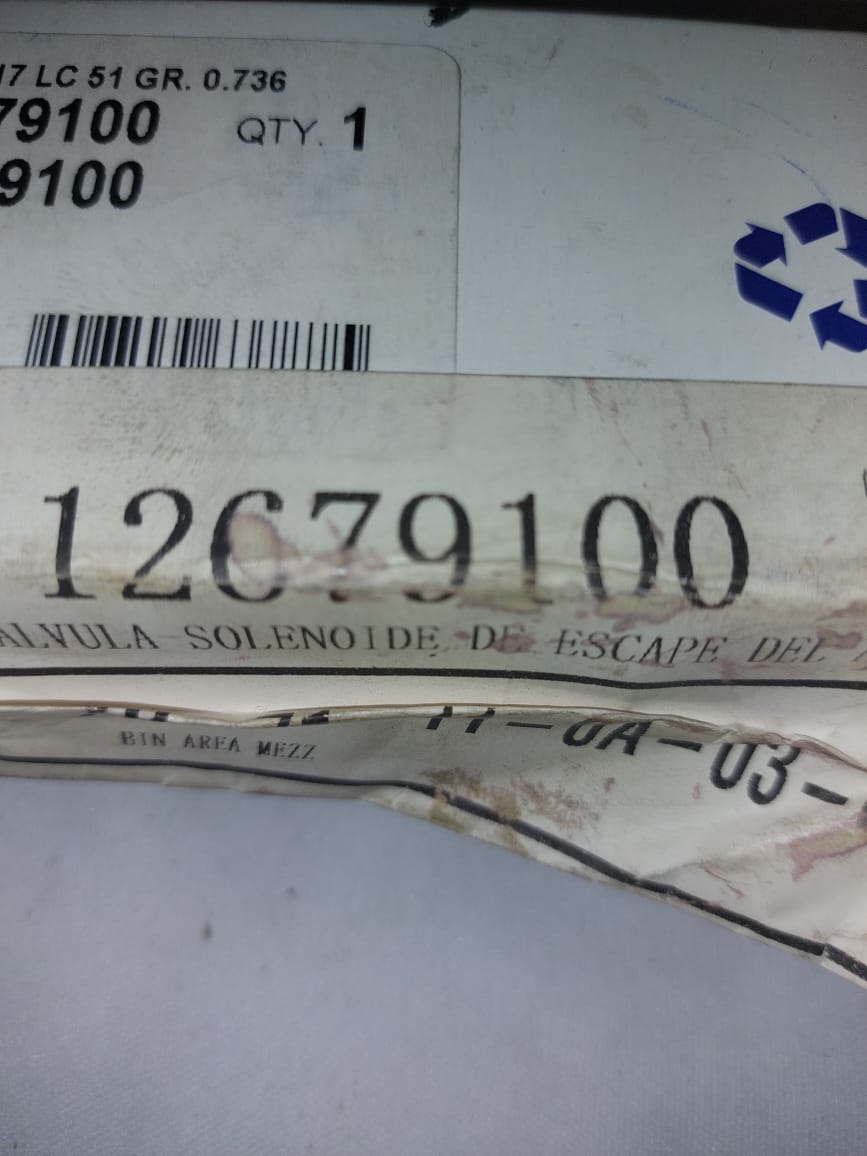 17 LC 51 GR. 0.736
79100 QTY. 1
9100
12679100
ALVULA SOLENOIDE DE ESCAPE DEL
BIN AREA MEZZ
03-